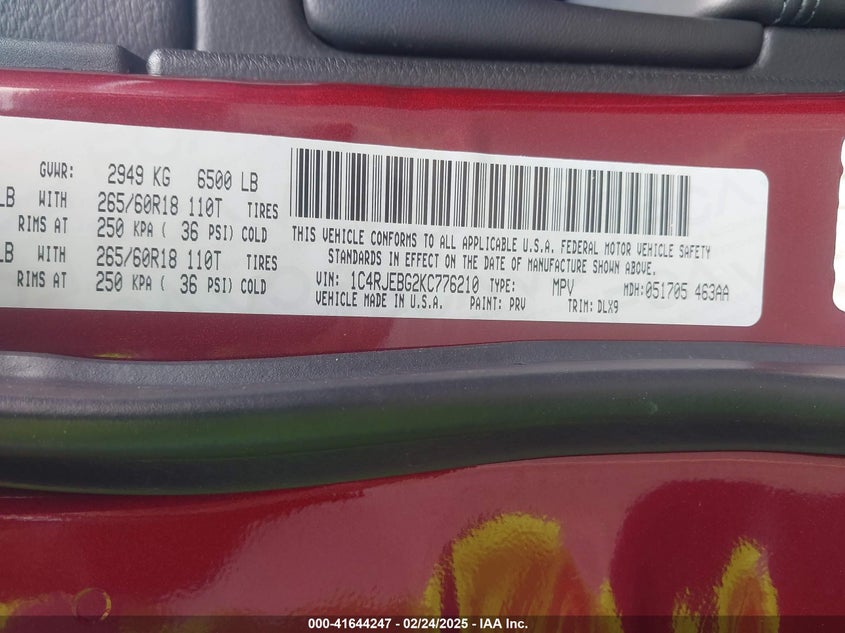 GVWR: 2949 KG 6500 LB
LB WITH 265/60R18 110T TIRES
RIMS AT 250 KPA ( 36 PSI) COLD
LB WITH 265/60R18 110T TIRES
RIMS AT 250 KPA ( 36 PSI) COLD
THIS VEHICLE CONFORMS TO ALL APPLICABLE U.S.A. FEDERAL MOTOR VEHICLE SAFETY
STANDARDS IN EFFECT ON THE DATE OF MANUFACTURE SHOWN ABOVE.
VIN: 1C4RJEBG2KC776210 TYPE: MPV MDH:051705 463AA
VEHICLE MADE IN U.S.A. PAINT: PRV TRIM: DLX9
000-41644247 - 02/24/2025 - IAA Inc.